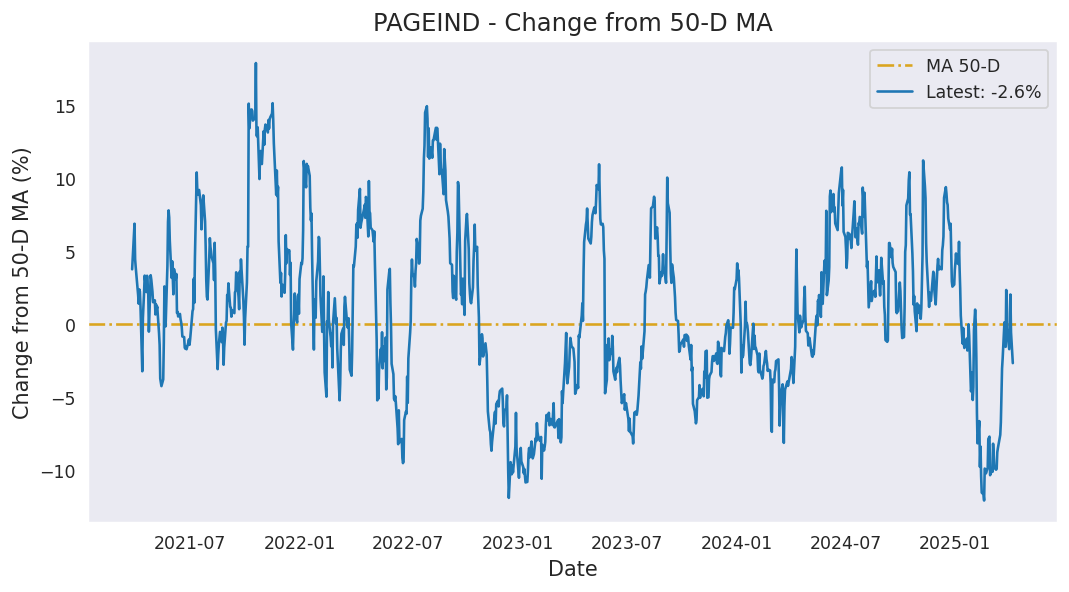 PAGEIND - Change from 50-D MA
MA 50-D
Latest: -2.6%
Change from 50-D MA (%)
15
10
5
0
−5
−10
2021-07
2022-01
2022-07
2023-01
2023-07
2024-01
2024-07
2025-01
Date